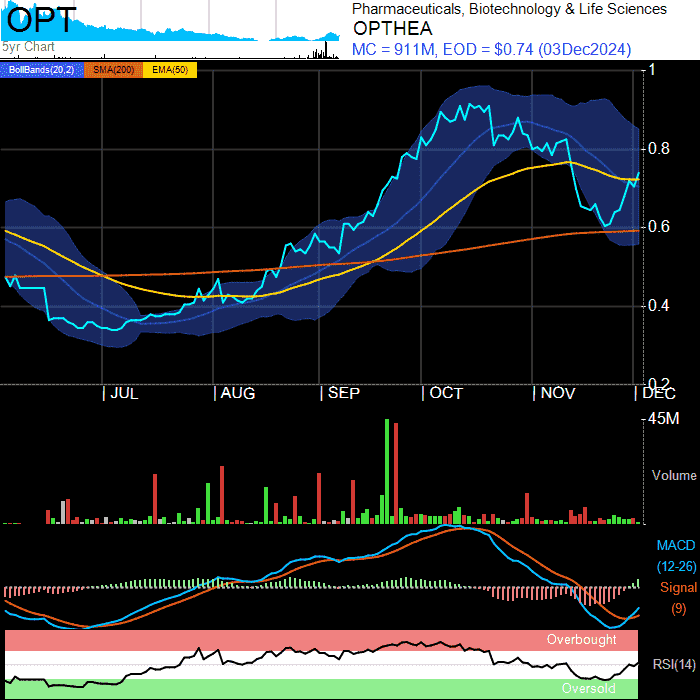 OPT
5yr Chart
Pharmaceuticals, Biotechnology & Life Sciences
OPTHEA
MC = 911M, EOD = $0.74 (03Dec2024)
BollBands(20,2) SMA(200) EMA(50)
1
0.8
0.6
0.4
0.2
| JUL | AUG | SEP | OCT | NOV | DEC
45M
Volume
MACD
(12-26)
Signal
(9)
Overbought
RSI(14)
Oversold